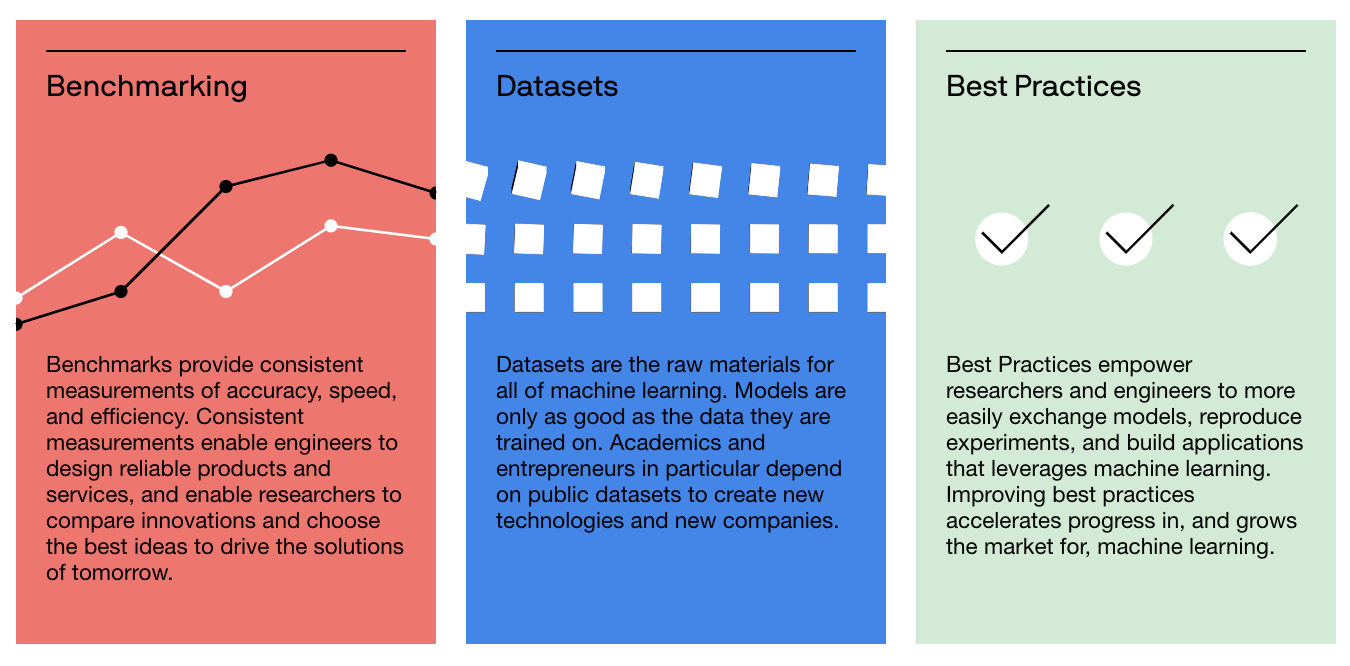 Benchmarking
Benchmarks provide consistent
measurements of accuracy, speed,
and efficiency. Consistent
measurements enable engineers to
design reliable products and
services, and enable researchers to
compare innovations and choose
the best ideas to drive the solutions
of tomorrow.
Datasets
Datasets are the raw materials for
all of machine learning. Models are
only as good as the data they are
trained on. Academics and
entrepreneurs in particular depend
on public datasets to create new
technologies and new companies.
Best Practices
Best Practices empower
researchers and engineers to more
easily exchange models, reproduce
experiments, and build applications
that leverages machine learning.
Improving best practices
accelerates progress in, and grows
the market for, machine learning.